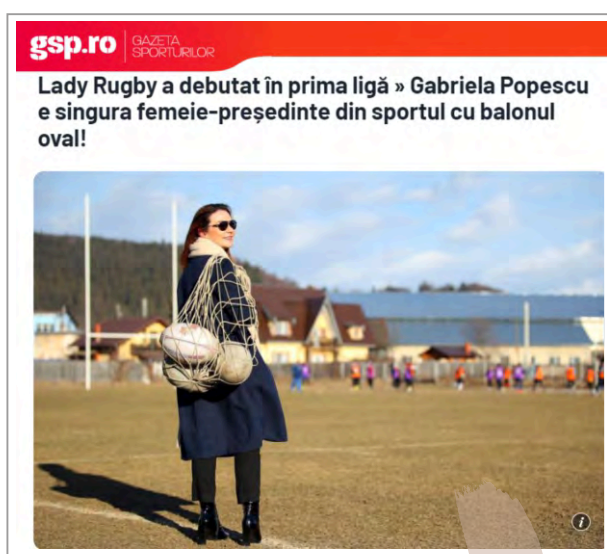 gsp.ro GAZETA
SPORTURILOR
Lady Rugby a debutat în prima ligă » Gabriela Popescu
e singura femeie-președinte din sportul cu balonul
oval!
i